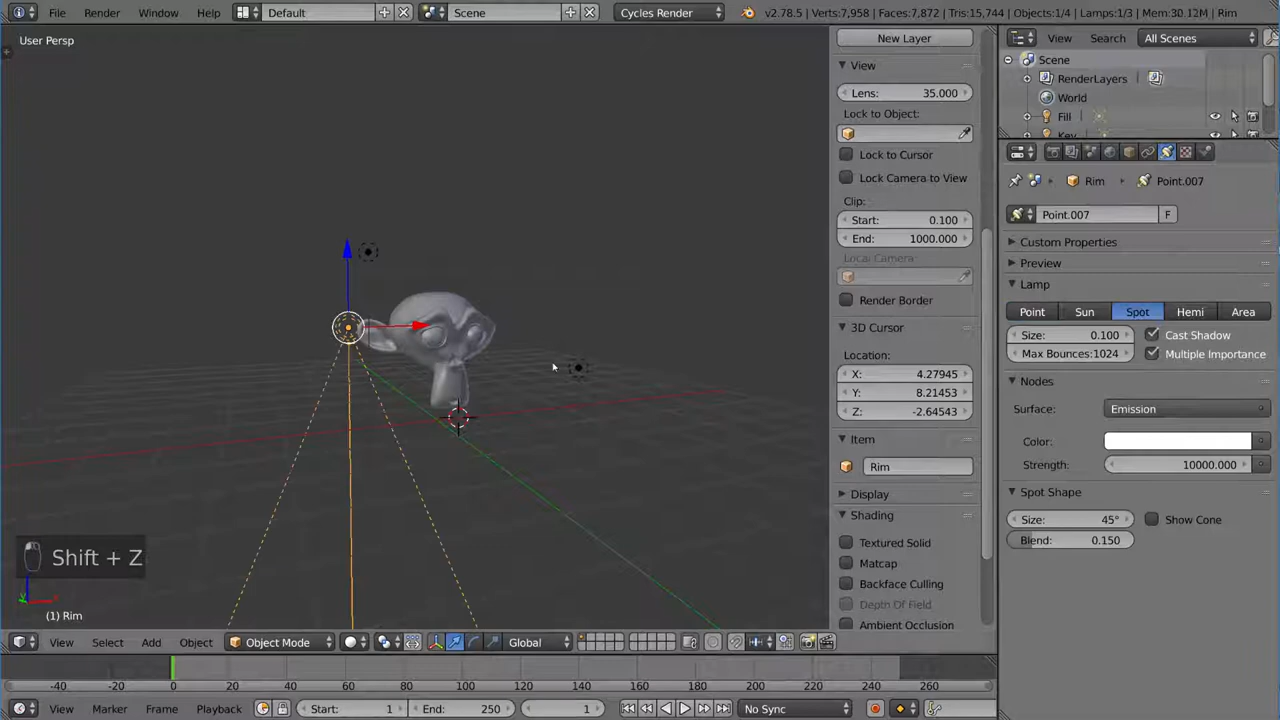 File Render Window Help Default Scene Cycles Render v2.78.5 | Verts:7,958 | Faces:7,872 | Tris:15,744 | Objects:1/4 | Lamps:1/3 | Mem:30.12M | Rim
User Persp
New Layer
View
Lens: 35.000
Lock to Object:
Lock to Cursor
Lock Camera to View
Clip:
Start: 0.100
End: 1000.000
Local Camera:
Render Border
3D Cursor
Location:
X: 4.27945
Y: 8.21453
Z: -2.64543
Item
Rim
Display
Shading
Textured Solid
Matcap
Backface Culling
Depth Of Field
Ambient Occlusion
View Search All Scenes
Scene
RenderLayers
World
Fill
Key
Rim Point.007
Point.007 F
Custom Properties
Preview
Lamp
Point Sun Spot Hemi Area
Size: 0.100 Cast Shadow
Max Bounces:1024 Multiple Importance
Nodes
Surface: Emission
Color:
Strength: 10000.000
Spot Shape
Size: 45° Show Cone
Blend: 0.150
Shift + Z
(1) Rim
View Select Add Object Object Mode Global
-40 -20 0 20 40 60 80 100 120 140 160 180 200 220 240 260
View Marker Frame Playback Start: 1 End: 250 1 No Sync